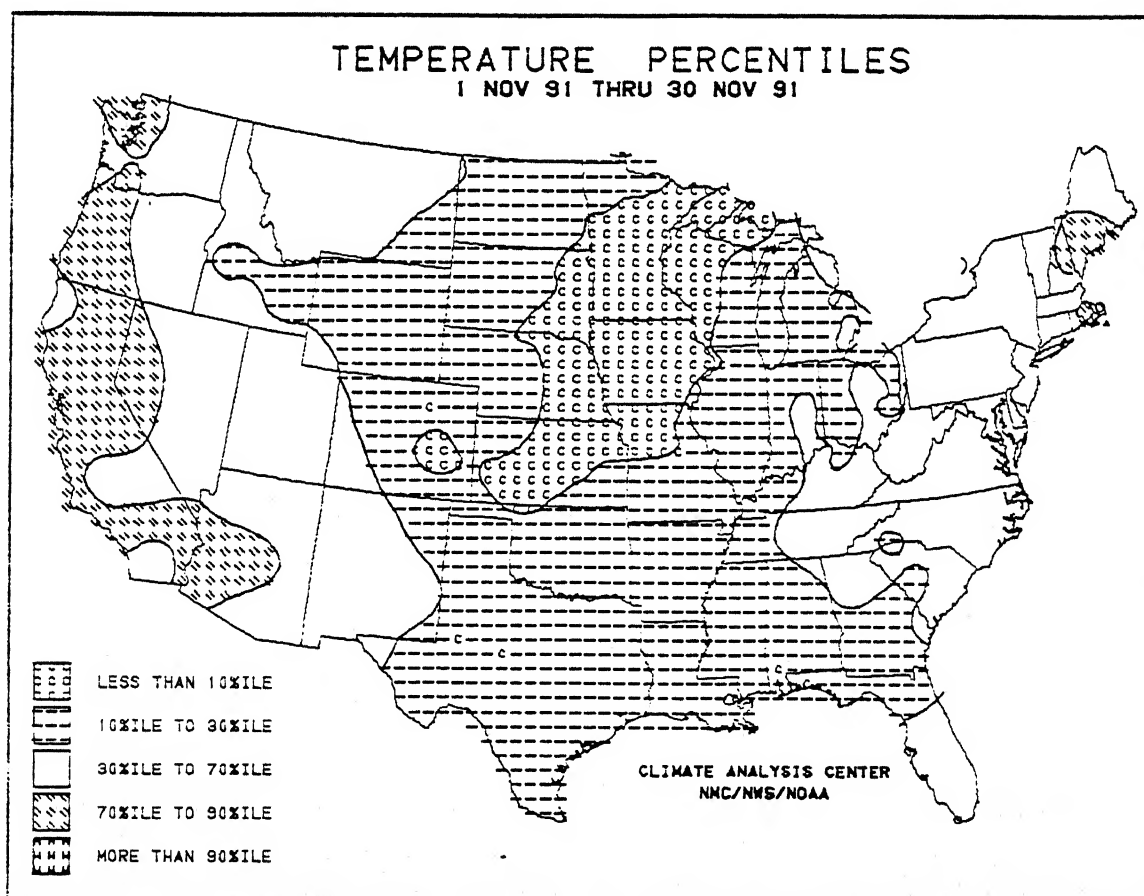 TEMPERATURE PERCENTILES
1 NOV 91 THRU 30 NOV 91
LESS THAN 10%ILE
10%ILE TO 30%ILE
30%ILE TO 70%ILE
70%ILE TO 90%ILE
MORE THAN 90%ILE
CLIMATE ANALYSIS CENTER
NMC/NWS/NOAA